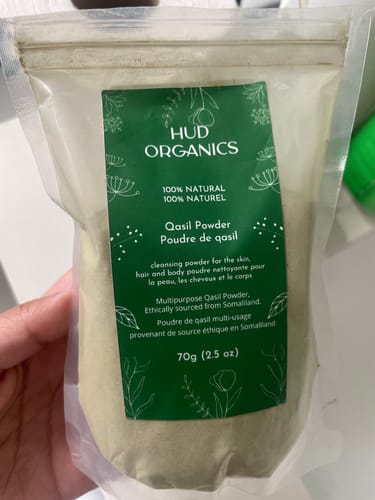 HUD
ORGANICS
100% NATURAL
100% NATUREL
Qasil Powder
Poudre de qasil
cleansing powder for the skin,
hair and body poudre nettoyante pour
la peau, les cheveux et le corps
Multipurpose Qasil Powder,
Ethically sourced from Somaliland.
Poudre de qasil multi-usage
provenant de source éthique en Somaliland
70g (2.5 oz)